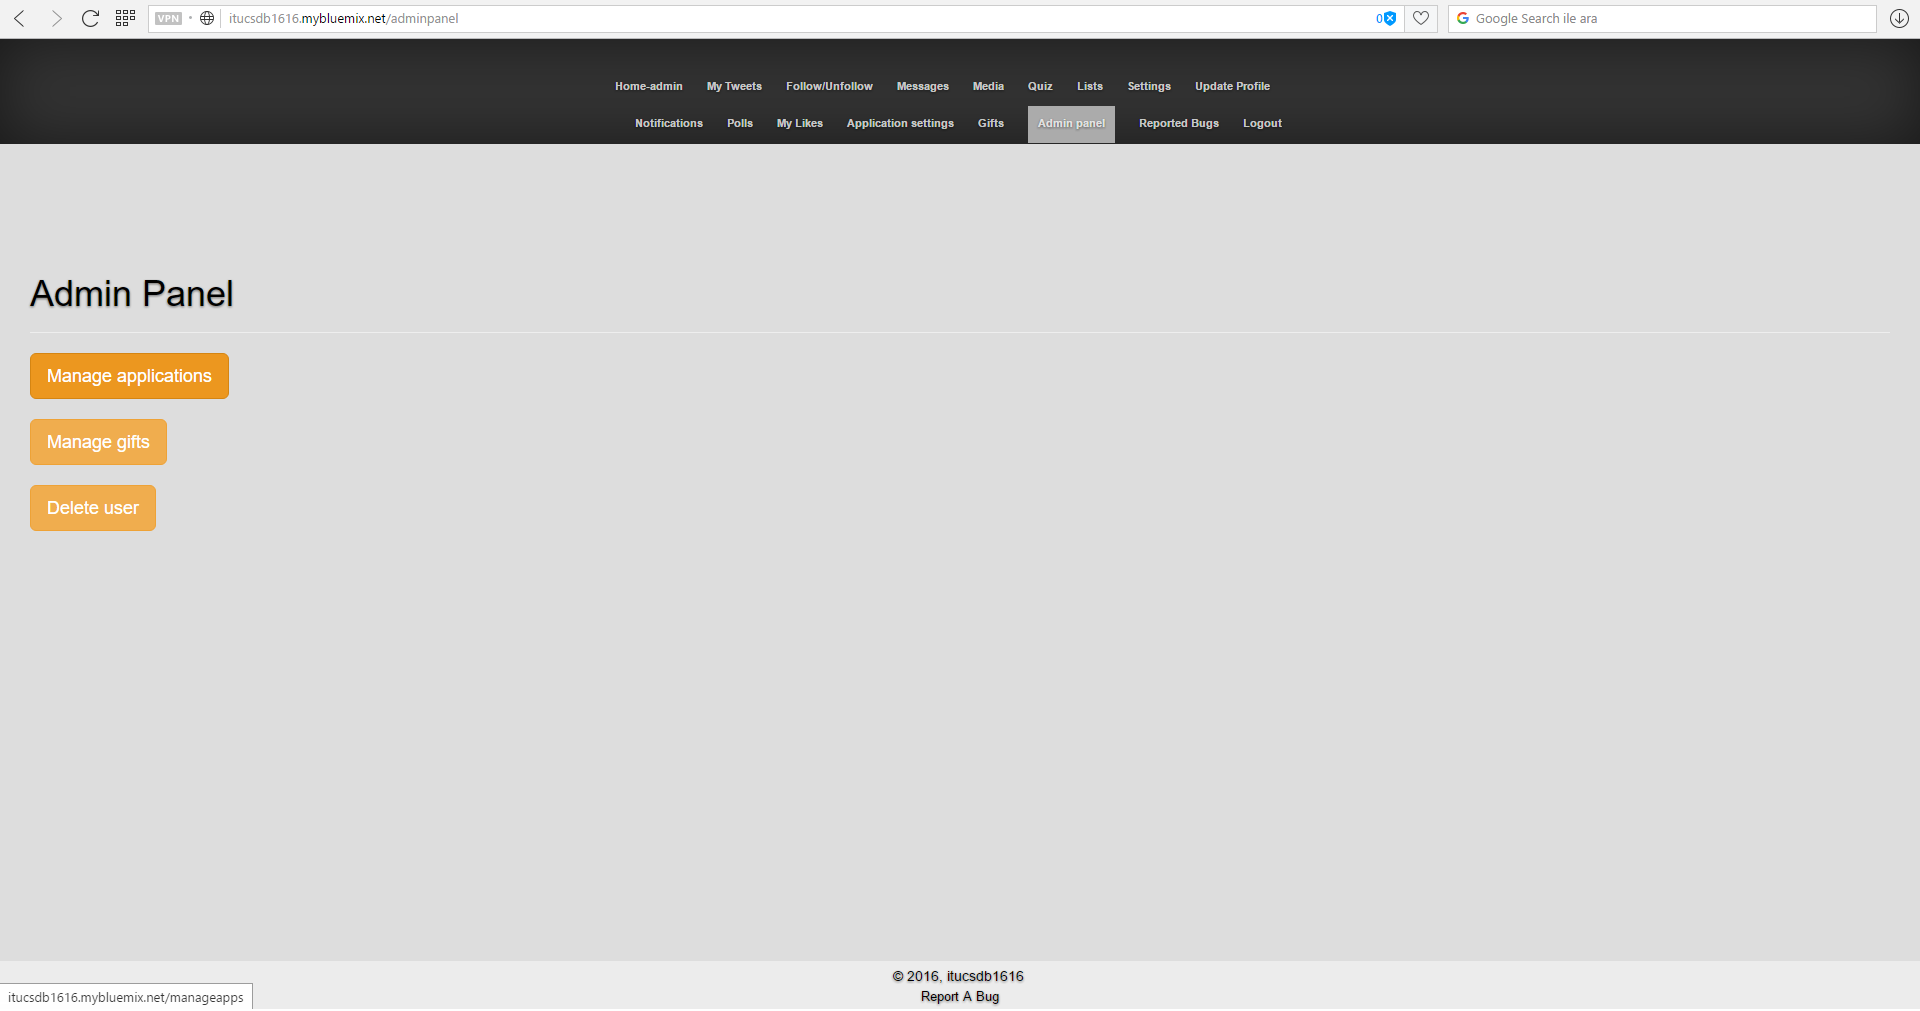 VPN itucsdb1616.mybluemix.net/adminpanel 0 Google Search ile ara
Home-admin My Tweets Follow/Unfollow Messages Media Quiz Lists Settings Update Profile
Notifications Polls My Likes Application settings Gifts Admin panel Reported Bugs Logout
Admin Panel
Manage applications
Manage gifts
Delete user
© 2016, itucsdb1616
Report A Bug
itucsdb1616.mybluemix.net/manageapps